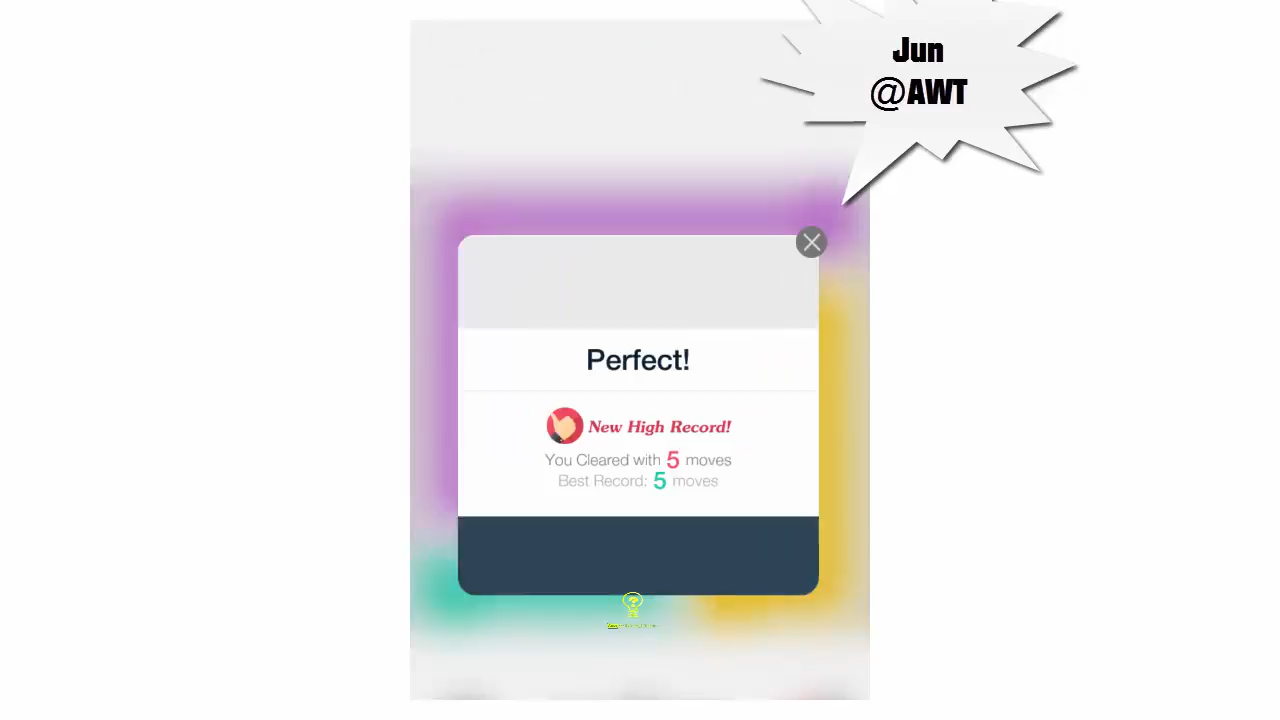 Jun
@AWT
Perfect!
New High Record!
You Cleared with 5 moves
Best Record: 5 moves